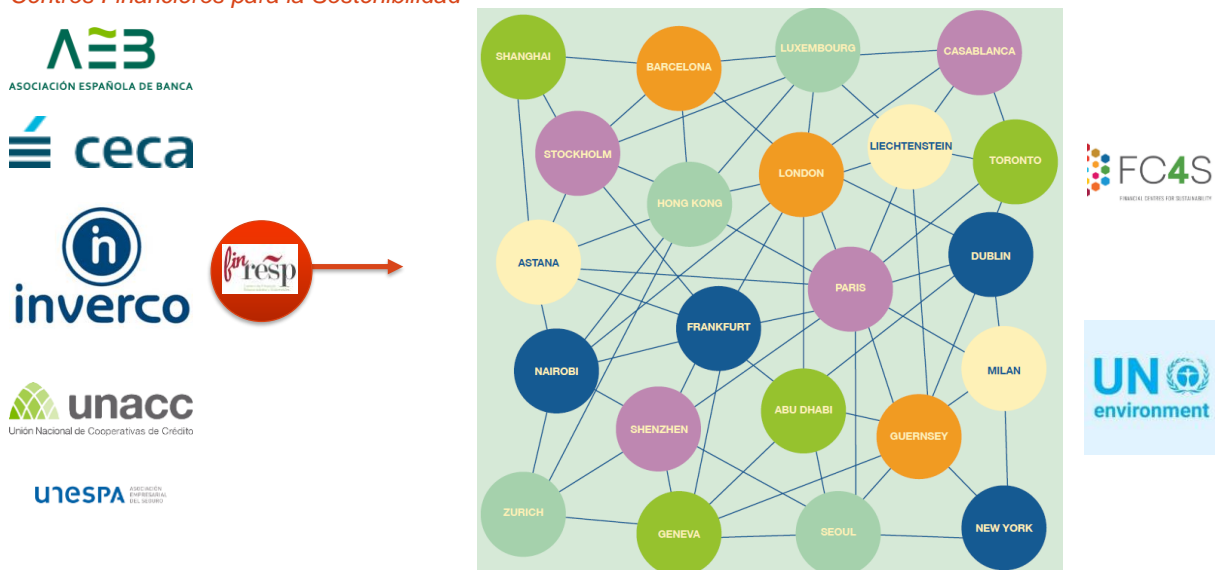 Centros Financieros para la Sostenibilidad
AEB
ASOCIACIÓN ESPAÑOLA DE BANCA
ceca
inverco
unacc
Unión Nacional de Cooperativas de Crédito
unespa
ASOCIACIÓN
EMPRESARIAL
DEL SEGURO
finresp
SHANGHAI
BARCELONA
LUXEMBOURG
CASABLANCA
STOCKHOLM
LIECHTENSTEIN
TORONTO
LONDON
HONG KONG
ASTANA
DUBLIN
PARIS
FRANKFURT
NAIROBI
MILAN
ABU DHABI
SHENZHEN
GUERNSEY
ZURICH
GENEVA
SEOUL
NEW YORK
FC4S
FINANCIAL CENTRES FOR SUSTAINABILITY
UN
environment